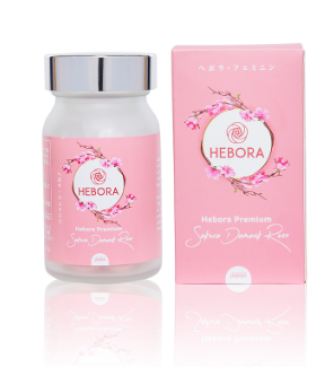 HEBORA
Hebora Premium
Sakura Damask Rose
ヘボラ・フェミニン
HEBORA
Hebora Premium
Sakura Damask Rose